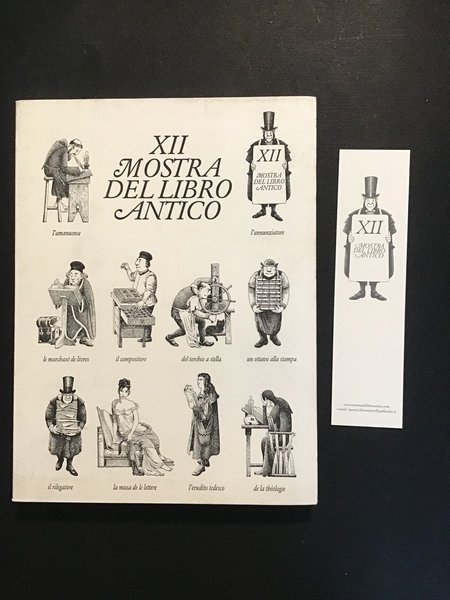 XII
MOSTRA
DEL LIBRO
ANTICO
l'amanuense
XII
MOSTRA
DEL LIBRO
ANTICO
l'annunziatore
le marchant de livres
il compositore
del torchio a stella
un ottavo alla stampa
il rilegatore
la musa de le lettere
l'erudito tedesco
de la théologie
XII
MOSTRA
DEL LIBRO
ANTICO